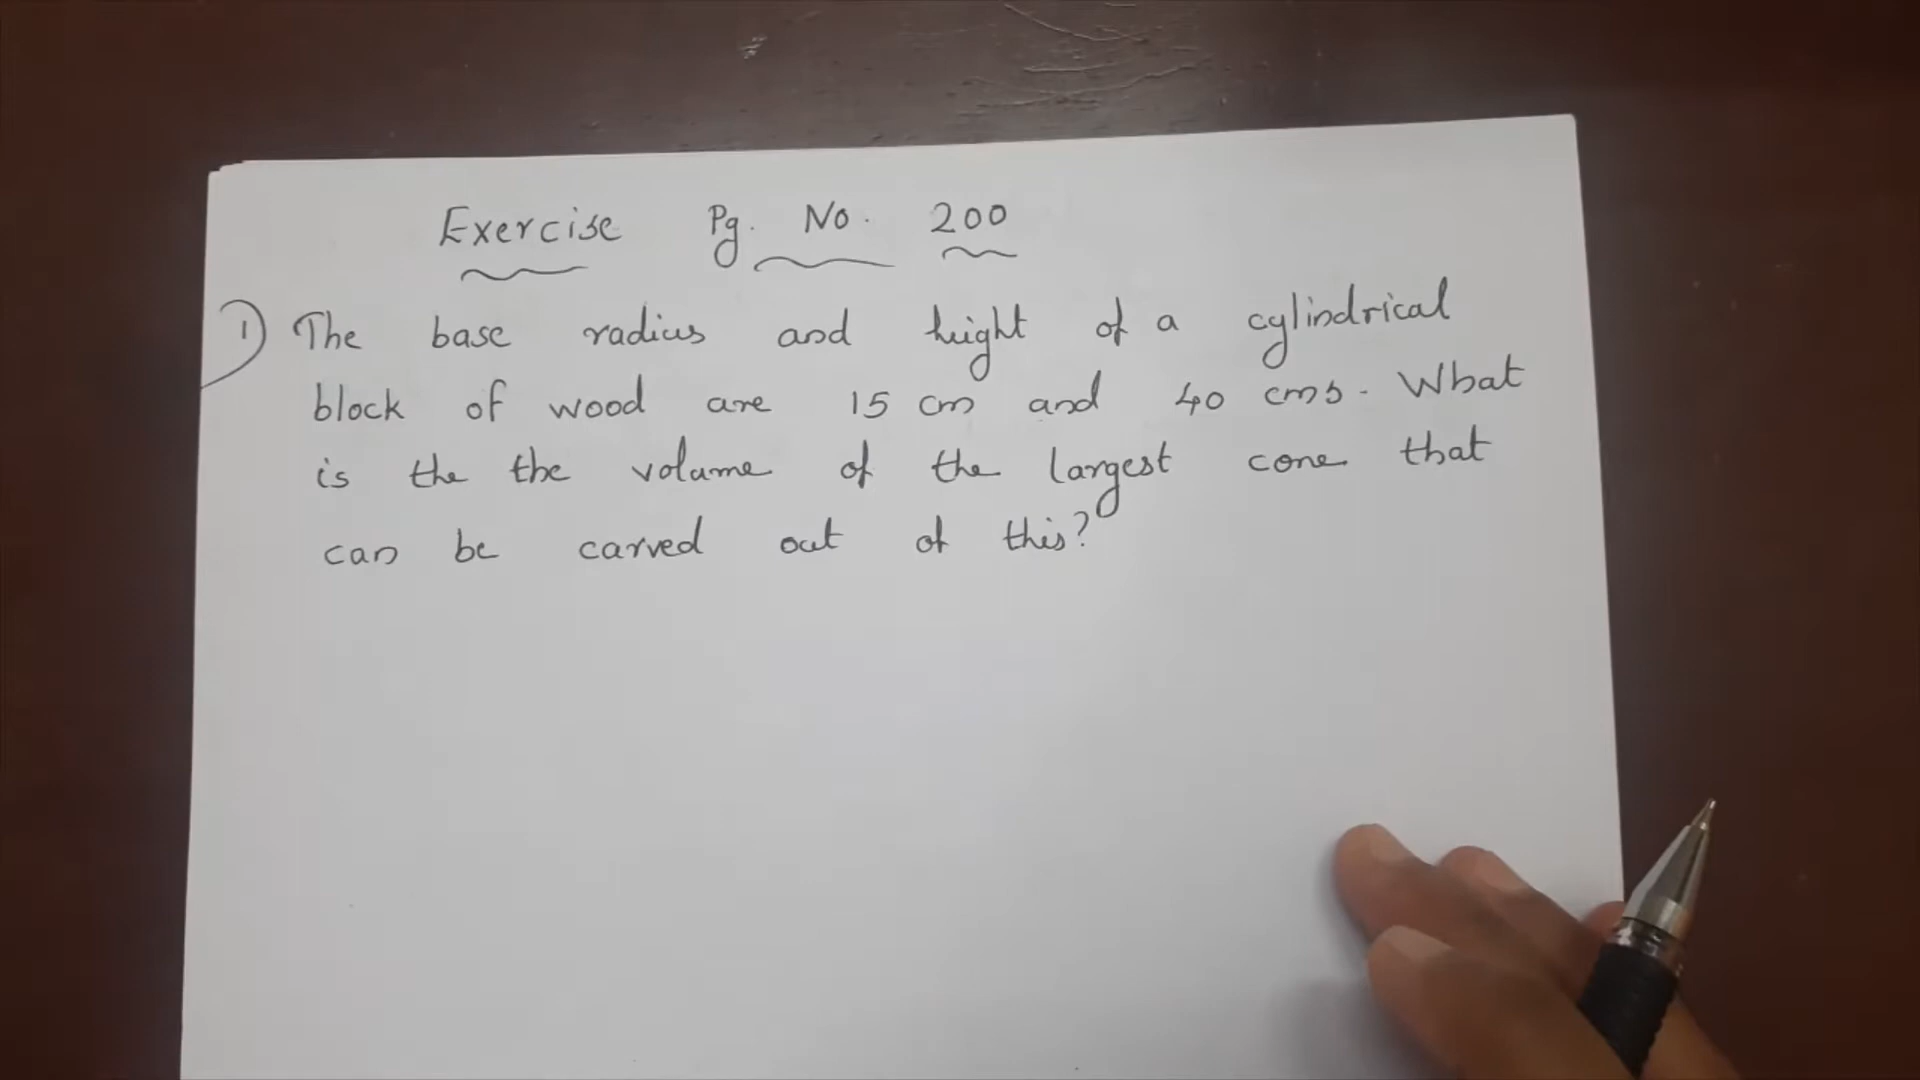 Exercise Pg. No. 200
1) The base radius and height of a cylindrical
block of wood are 15 cm and 40 cms. What
is the the volume of the largest cone that
can be carved out of this?